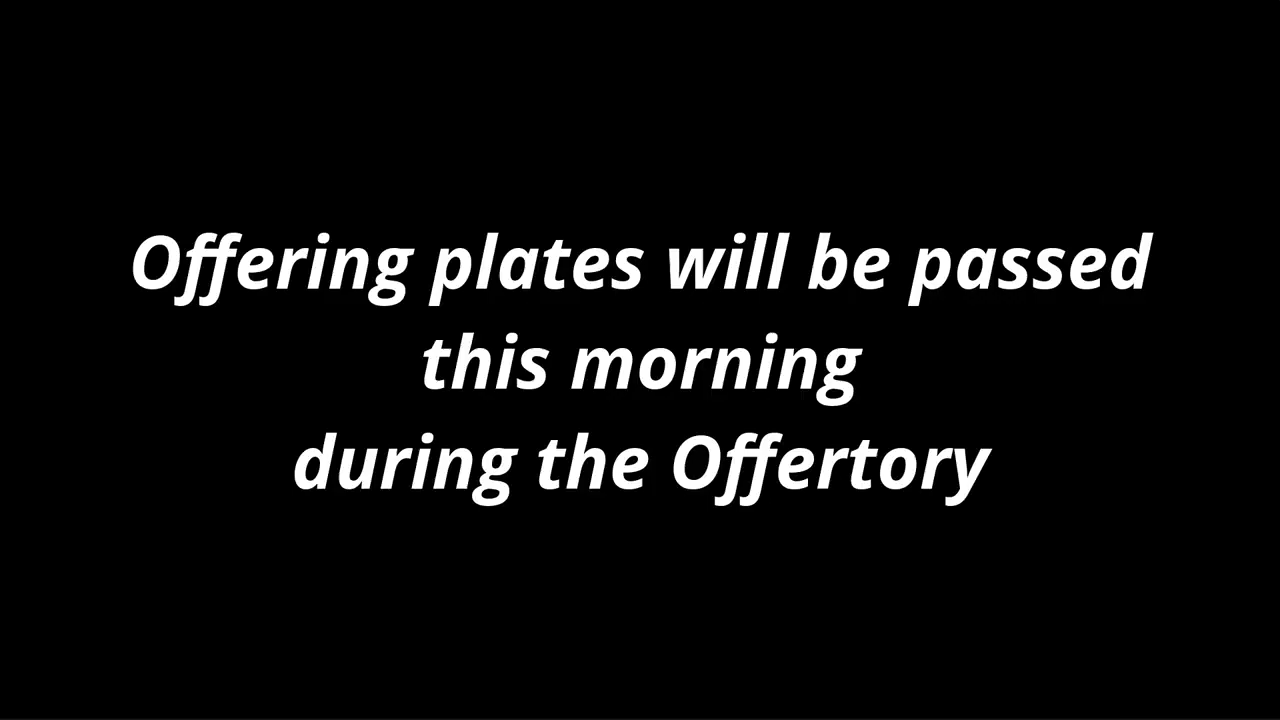 Offering plates will be passed
this morning
during the Offertory